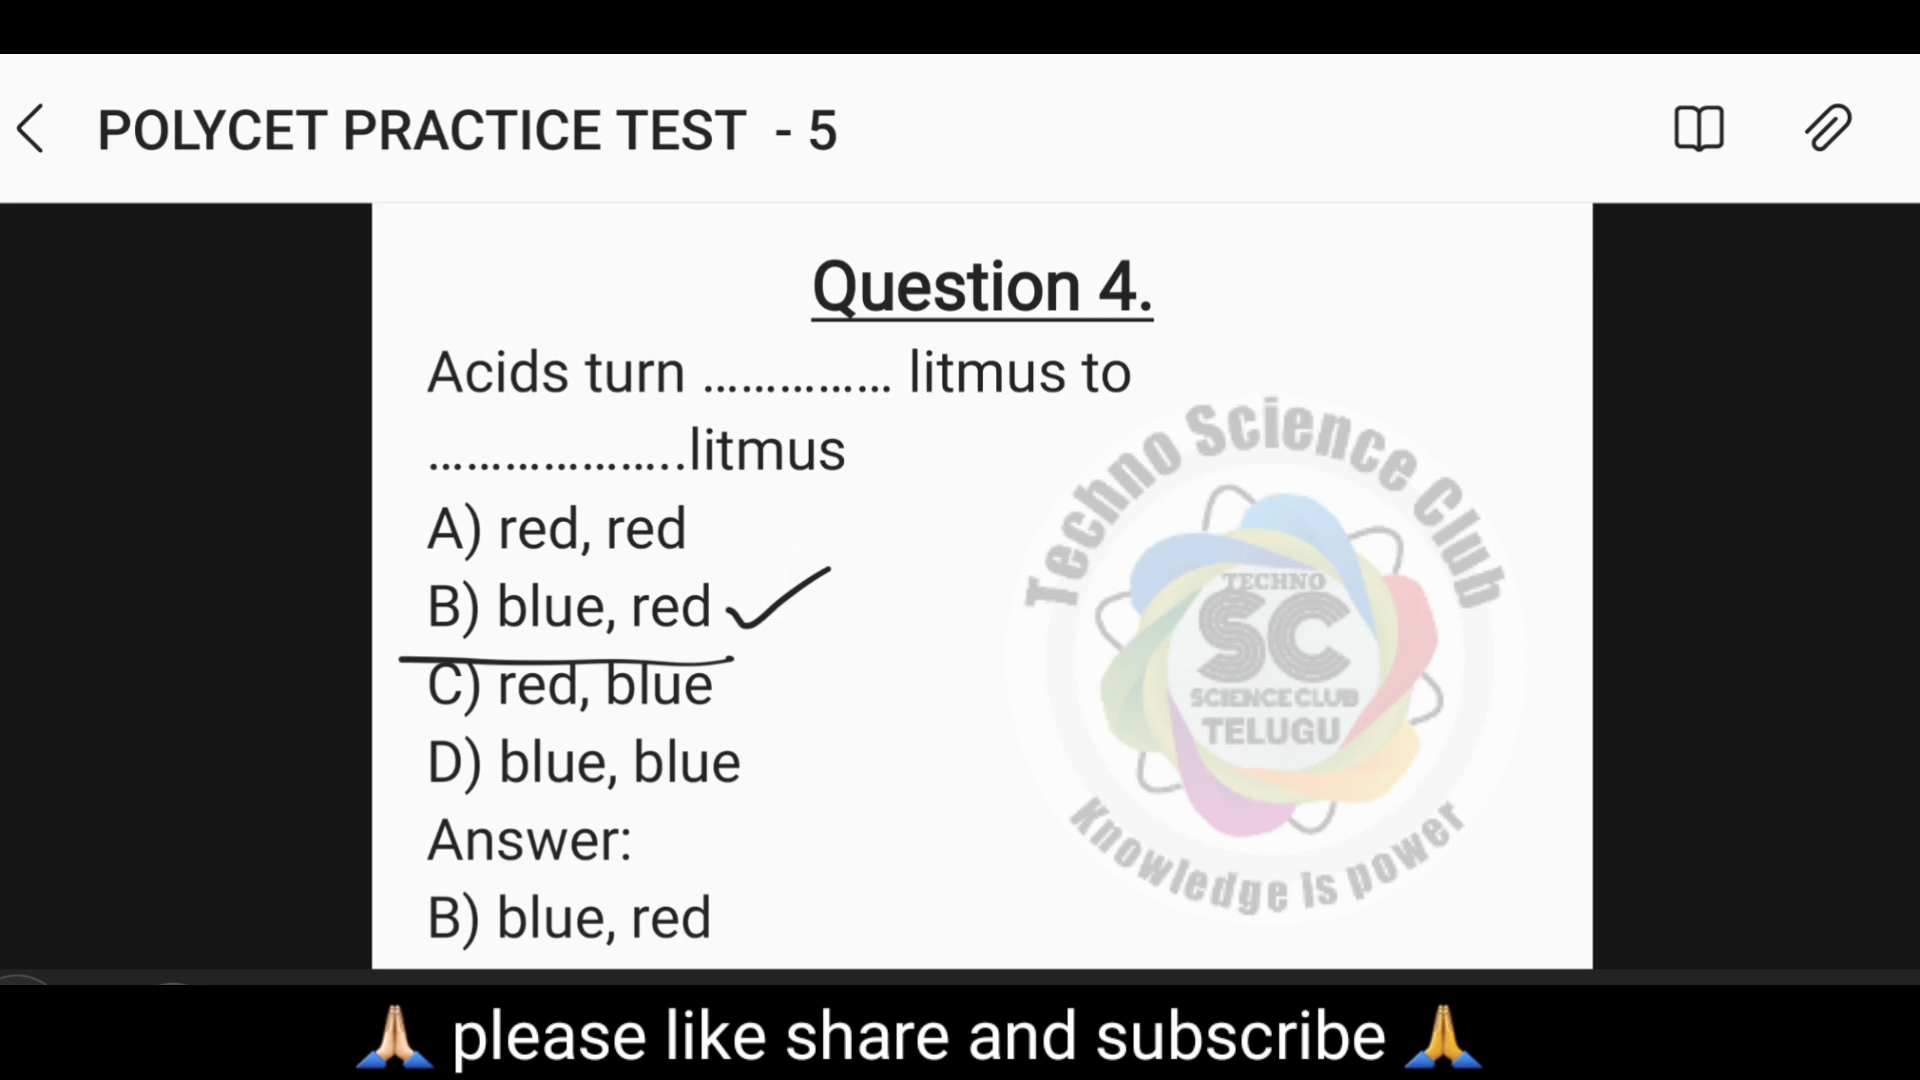 POLYCET PRACTICE TEST - 5
Question 4.
Acids turn ............... litmus to
....................litmus
A) red, red
B) blue, red
C) red, blue
D) blue, blue
Answer:
B) blue, red
Techno Science Club
TECHNO
SC
SCIENCE CLUB
TELUGU
Knowledge is power
🙏🏻 please like share and subscribe 🙏